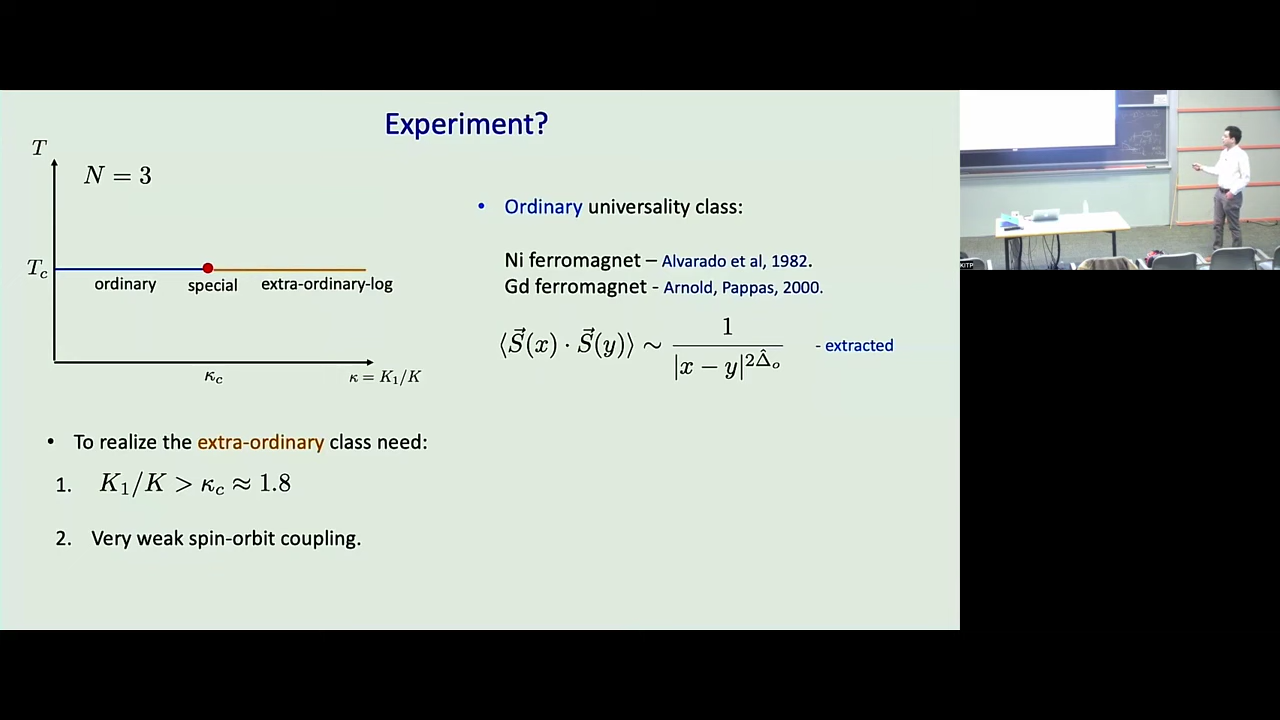 Experiment?
T
N = 3
T_c
ordinary
special
extra-ordinary-log
κ_c
κ = K_1/K
• Ordinary universality class:
Ni ferromagnet – Alvarado et al, 1982.
Gd ferromagnet - Arnold, Pappas, 2000.
⟨S⃗(x) · S⃗(y)⟩ ∼ 1 / |x − y|^{2Δ̂_o} - extracted
• To realize the extra-ordinary class need:
1. K_1/K > κ_c ≈ 1.8
2. Very weak spin-orbit coupling.
KITP